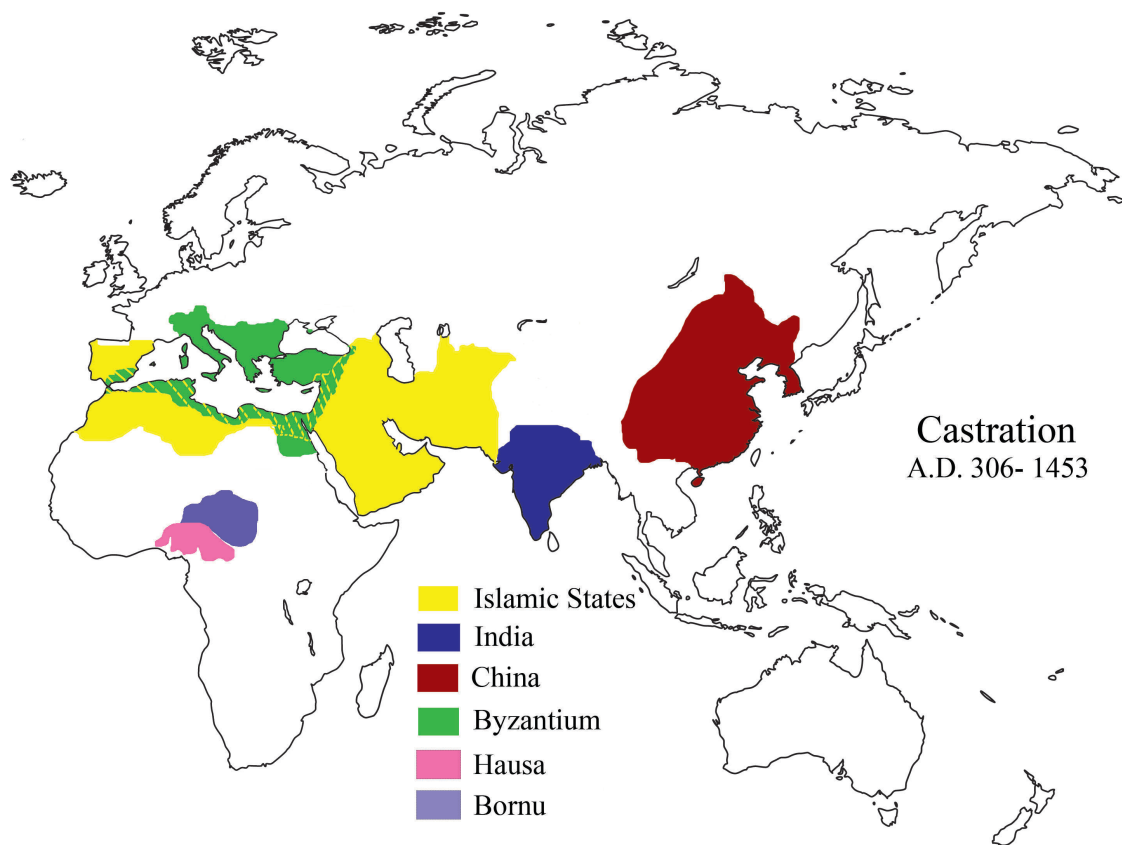 Castration
A.D. 306- 1453
Islamic States
India
China
Byzantium
Hausa
Bornu